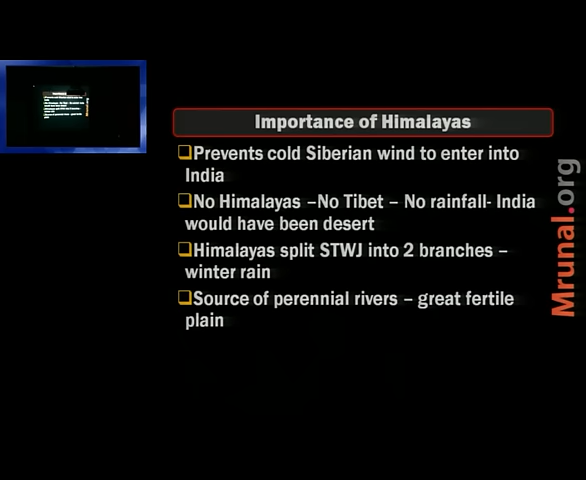 Importance of Himalayas
Prevents cold Siberian wind to enter into
India
No Himalayas –No Tibet – No rainfall- India
would have been desert
Himalayas split STWJ into 2 branches –
winter rain
Source of perennial rivers – great fertile
plain
Mrunal.org